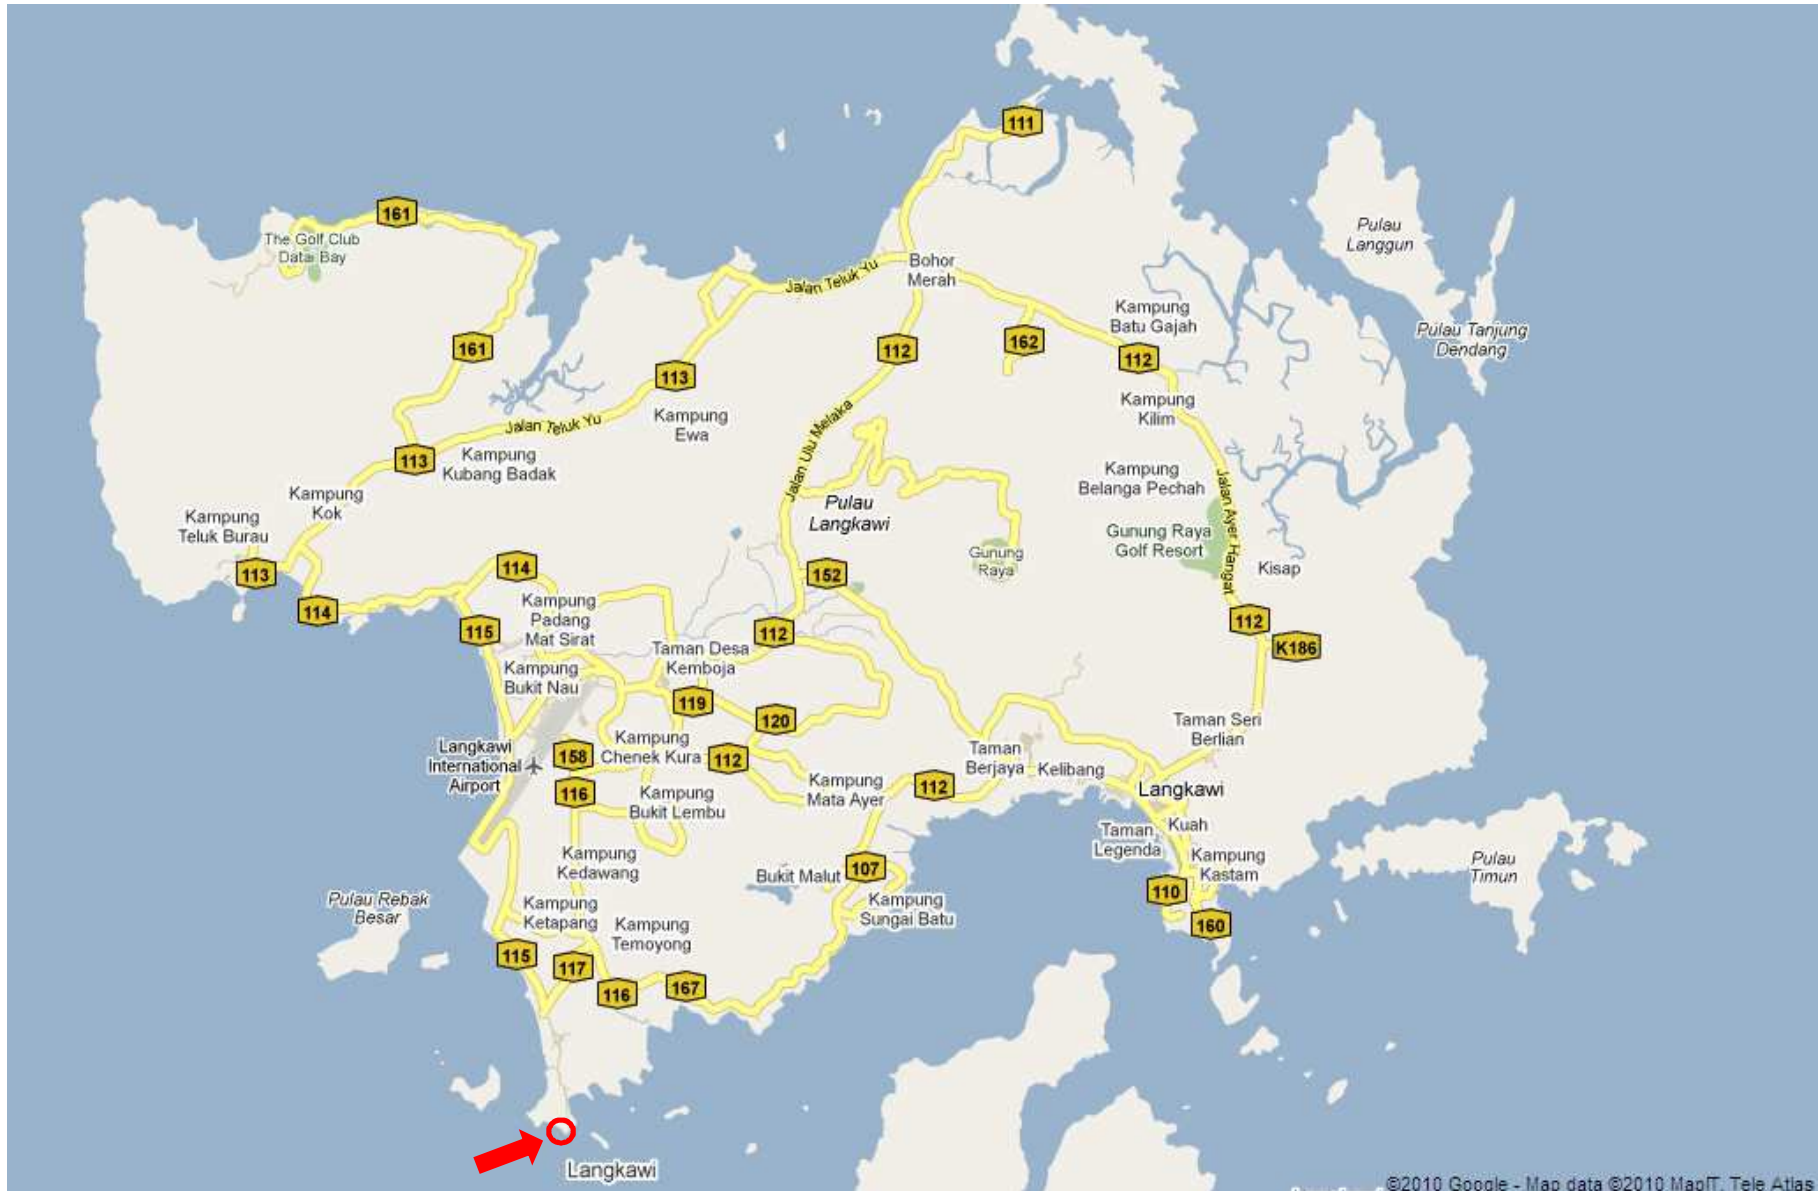 111
161
The Golf Club
Datai Bay
Pulau
Langgun
Jalan Teluk Yu
Bohor
Merah
Kampung
Batu Gajah
Pulau Tanjung
Dendang
161
112
162
112
113
Kampung
Ewa
Jalan Teluk Yu
Kampung
Kilim
Jalan Ulu Melaka
113
Kampung
Kubang Badak
Kampung
Belanga Pechah
Jalan Ayer Hangat
Kampung
Kok
Pulau
Langkawi
Kampung
Teluk Burau
Gunung Raya
Golf Resort
Gunung
Raya
Kisap
113
114
152
114
Kampung
Padang
Mat Sirat
115
112
112
K186
Taman Desa
Kemboja
Kampung
Bukit Nau
119
120
Taman Seri
Berlian
Langkawi
International
Airport
158
Kampung
Chenek Kura
112
Taman
Berjaya
Kelibang
116
Kampung
Bukit Lembu
Kampung
Mata Ayer
112
Langkawi
Kuah
Taman
Legenda
Kampung
Kedawang
Bukit Malut
107
Kampung
Kastam
Pulau
Timun
110
Pulau Rebak
Besar
Kampung
Ketapang
Kampung
Temoyong
Kampung
Sungai Batu
160
115
117
116
167
Langkawi
©2010 Google - Map data ©2010 MapIT, Tele Atlas